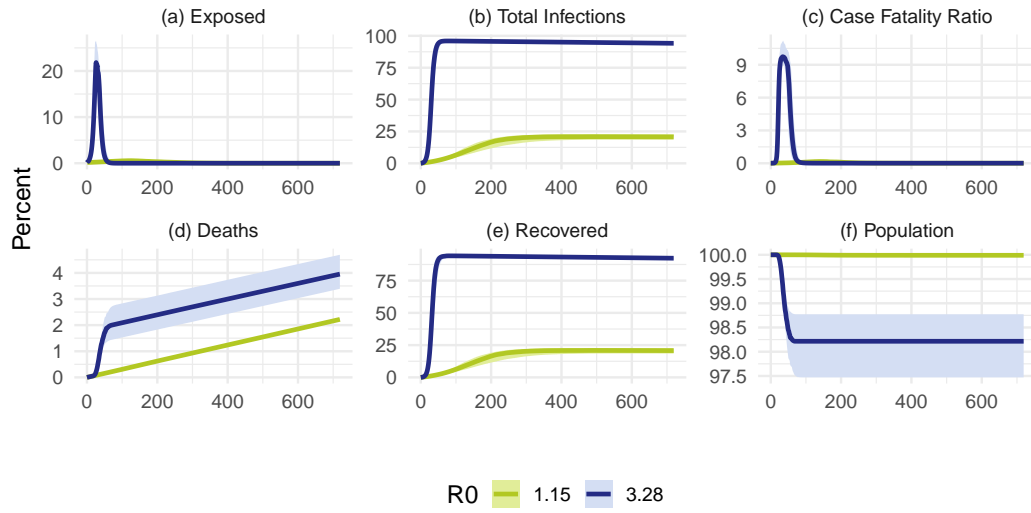 (a) Exposed
(b) Total Infections
(c) Case Fatality Ratio
20
10
0
0 200 400 600
100
75
50
25
0
0 200 400 600
9
6
3
0
0 200 400 600
Percent
(d) Deaths
(e) Recovered
(f) Population
4
3
2
1
0
0 200 400 600
75
50
25
0
0 200 400 600
100.0
99.5
99.0
98.5
98.0
97.5
0 200 400 600
R0 1.15 3.28